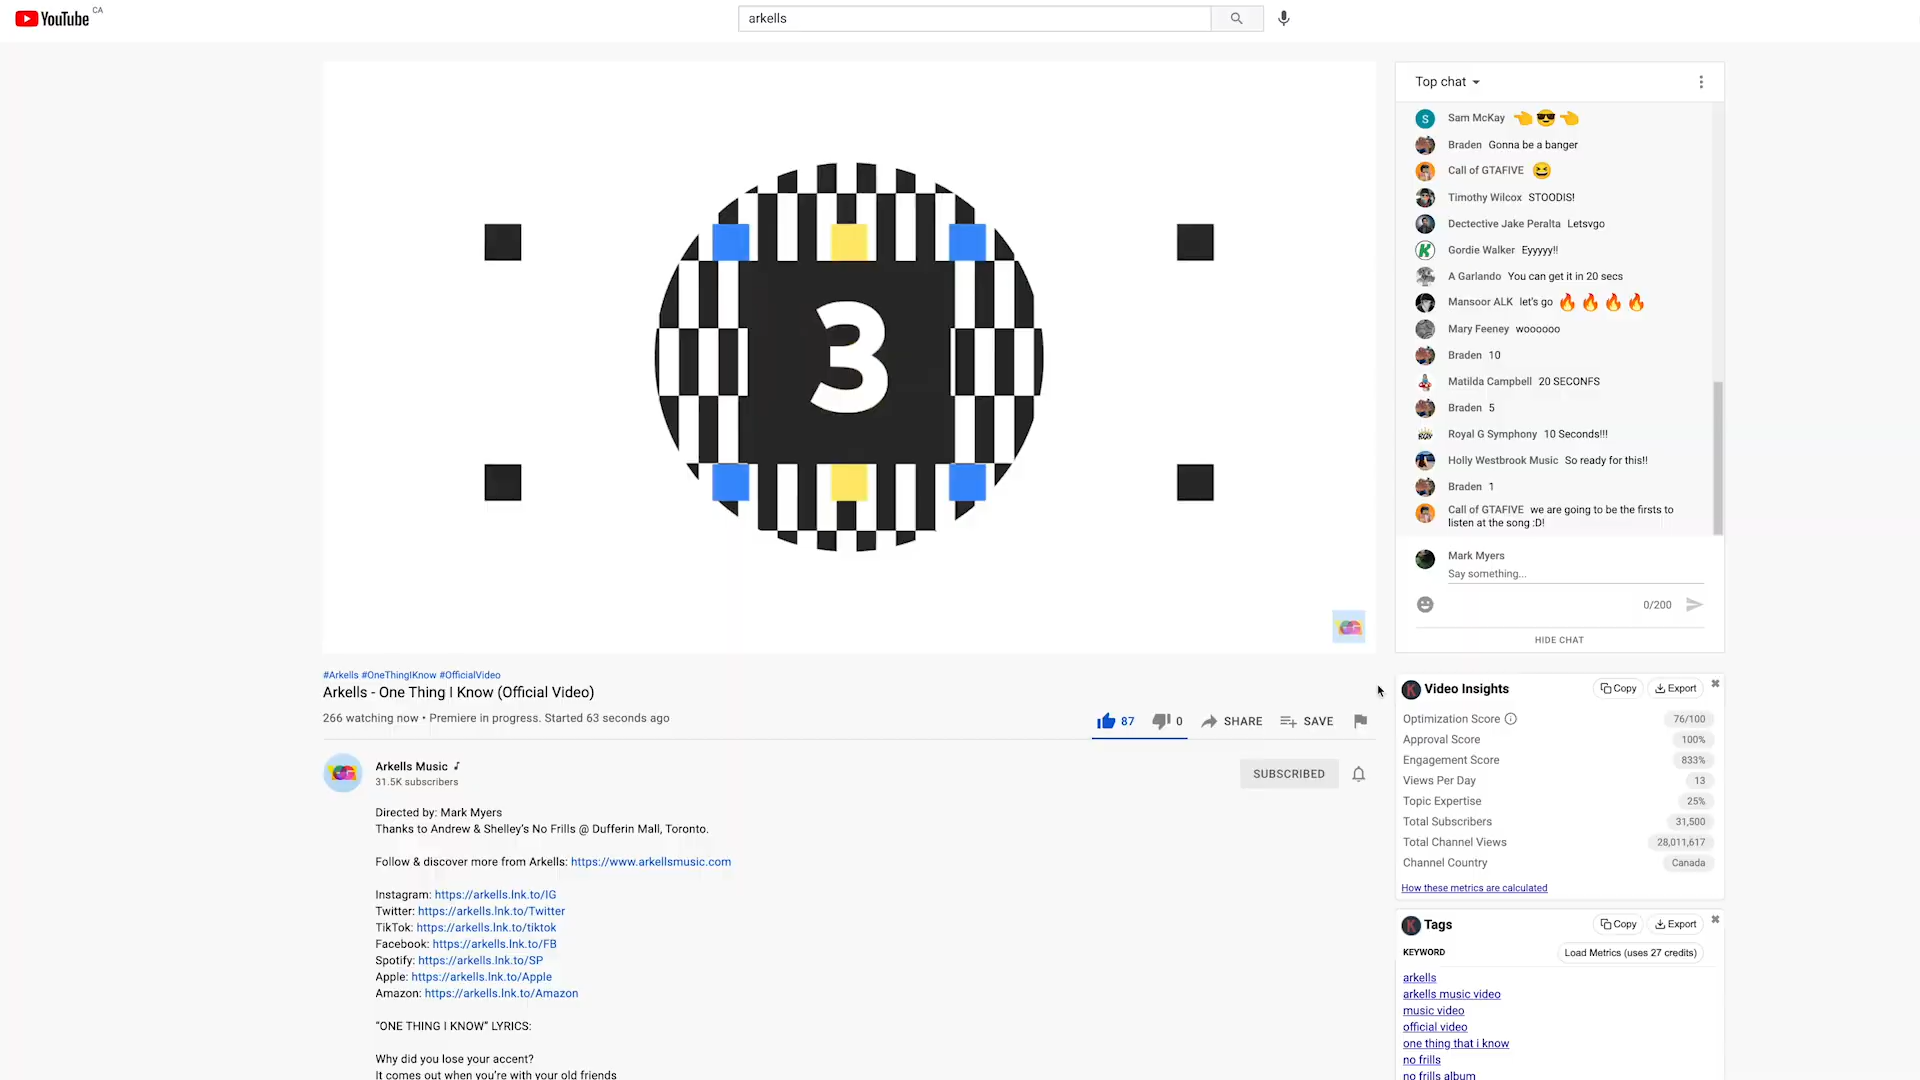 YouTube CA
arkells
3
#Arkells #OneThingIKnow #OfficialVideo
Arkells - One Thing I Know (Official Video)
266 watching now • Premiere in progress. Started 63 seconds ago
87
0
SHARE
SAVE
Arkells Music
31.5K subscribers
SUBSCRIBED
Directed by: Mark Myers
Thanks to Andrew & Shelley's No Frills @ Dufferin Mall, Toronto.
Follow & discover more from Arkells: https://www.arkellsmusic.com
Instagram: https://arkells.lnk.to/IG
Twitter: https://arkells.lnk.to/Twitter
TikTok: https://arkells.lnk.to/tiktok
Facebook: https://arkells.lnk.to/FB
Spotify: https://arkells.lnk.to/SP
Apple: https://arkells.lnk.to/Apple
Amazon: https://arkells.lnk.to/Amazon
"ONE THING I KNOW" LYRICS:
Why did you lose your accent?
It comes out when you're with your old friends
Top chat
S Sam McKay
Braden Gonna be a banger
Call of GTAFIVE
Timothy Wilcox STOODIS!
Dectective Jake Peralta Letsvgo
K Gordie Walker Eyyyyy!!
A Garlando You can get it in 20 secs
Mansoor ALK let's go
Mary Feeney woooooo
Braden 10
Matilda Campbell 20 SECONFS
Braden 5
Royal G Symphony 10 Seconds!!!
Holly Westbrook Music So ready for this!!
Braden 1
Call of GTAFIVE we are going to be the firsts to
listen at the song :D!
Mark Myers
Say something...
0/200
HIDE CHAT
K Video Insights Copy Export
Optimization Score 76/100
Approval Score 100%
Engagement Score 833%
Views Per Day 13
Topic Expertise 25%
Total Subscribers 31,500
Total Channel Views 28,011,617
Channel Country Canada
How these metrics are calculated
K Tags Copy Export
KEYWORD Load Metrics (uses 27 credits)
arkells
arkells music video
music video
official video
one thing that i know
no frills
no frills album